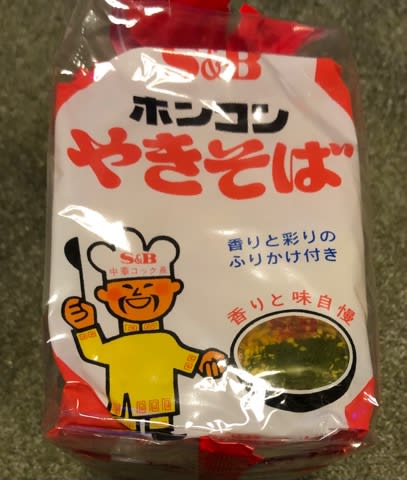 S&B
ホンコン
やきそば
香りと彩りの
ふりかけ付き
S&B
中華コック長
香りと味自慢